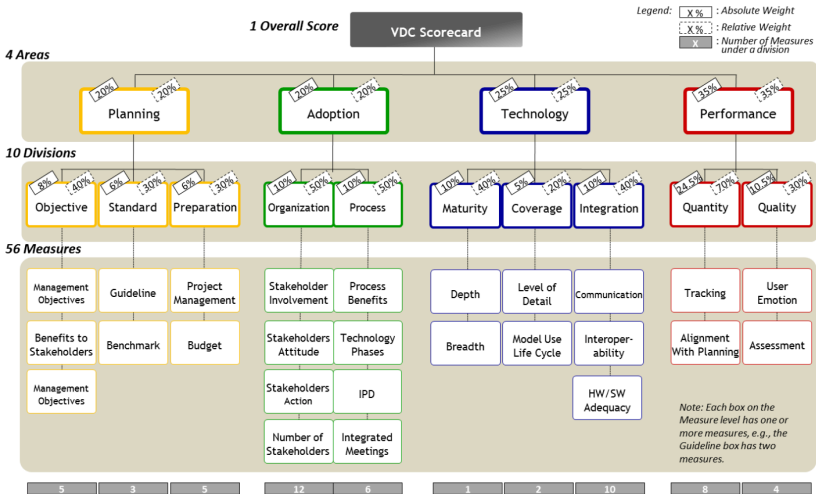 1 Overall Score
VDC Scorecard
Legend:
X %
: Absolute Weight
X %
: Relative Weight
X
: Number of Measures
under a division
4 Areas
20%
20%
Planning
20%
20%
Adoption
25%
25%
Technology
35%
35%
Performance
10 Divisions
8%
40%
Objective
6%
30%
Standard
6%
30%
Preparation
10%
50%
Organization
10%
50%
Process
10%
40%
Maturity
5%
20%
Coverage
10%
40%
Integration
24.5%
70%
Quantity
10.5%
30%
Quality
56 Measures
Management
Objectives
Guideline
Project
Management
Stakeholder
Involvement
Process
Benefits
Depth
Level of
Detail
Communication
Tracking
User
Emotion
Benefits to
Stakeholders
Benchmark
Budget
Stakeholders
Attitude
Technology
Phases
Breadth
Model Use
Life Cycle
Interoper-
ability
Alignment
With Planning
Assessment
Management
Objectives
Stakeholders
Action
IPD
HW/SW
Adequacy
Number of
Stakeholders
Integrated
Meetings
Note: Each box on the
Measure level has one or
more measures, e.g., the
Guideline box has two
measures.
5
3
5
12
6
1
2
10
8
4